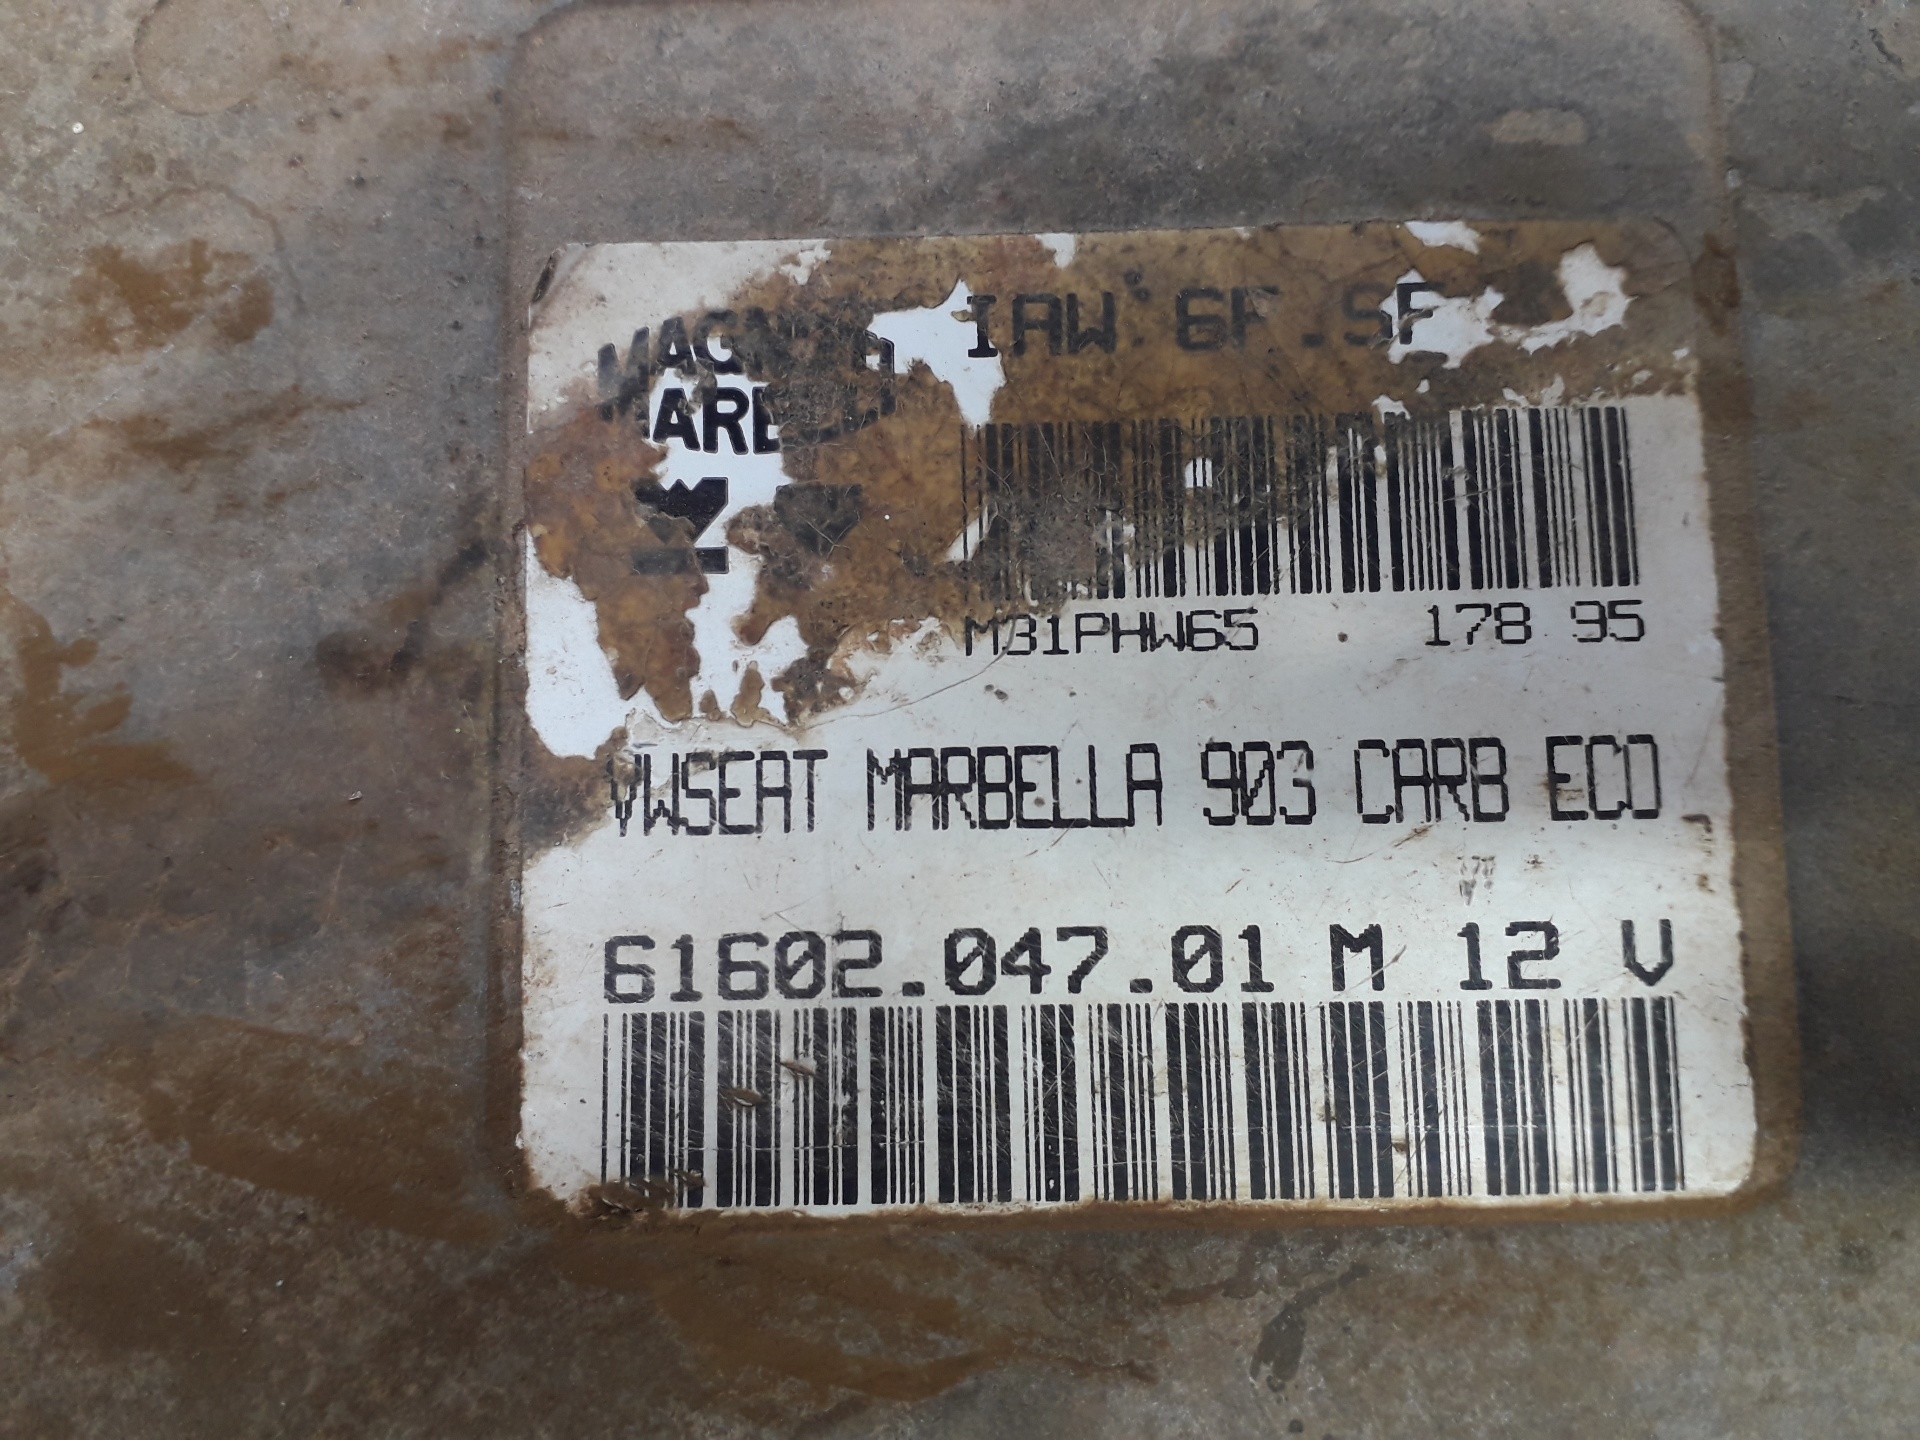 IAW 6F.SF
M31PHW65 178 95
VWSEAT MARBELLA 903 CARB ECO
61602.047.01 M 12 V